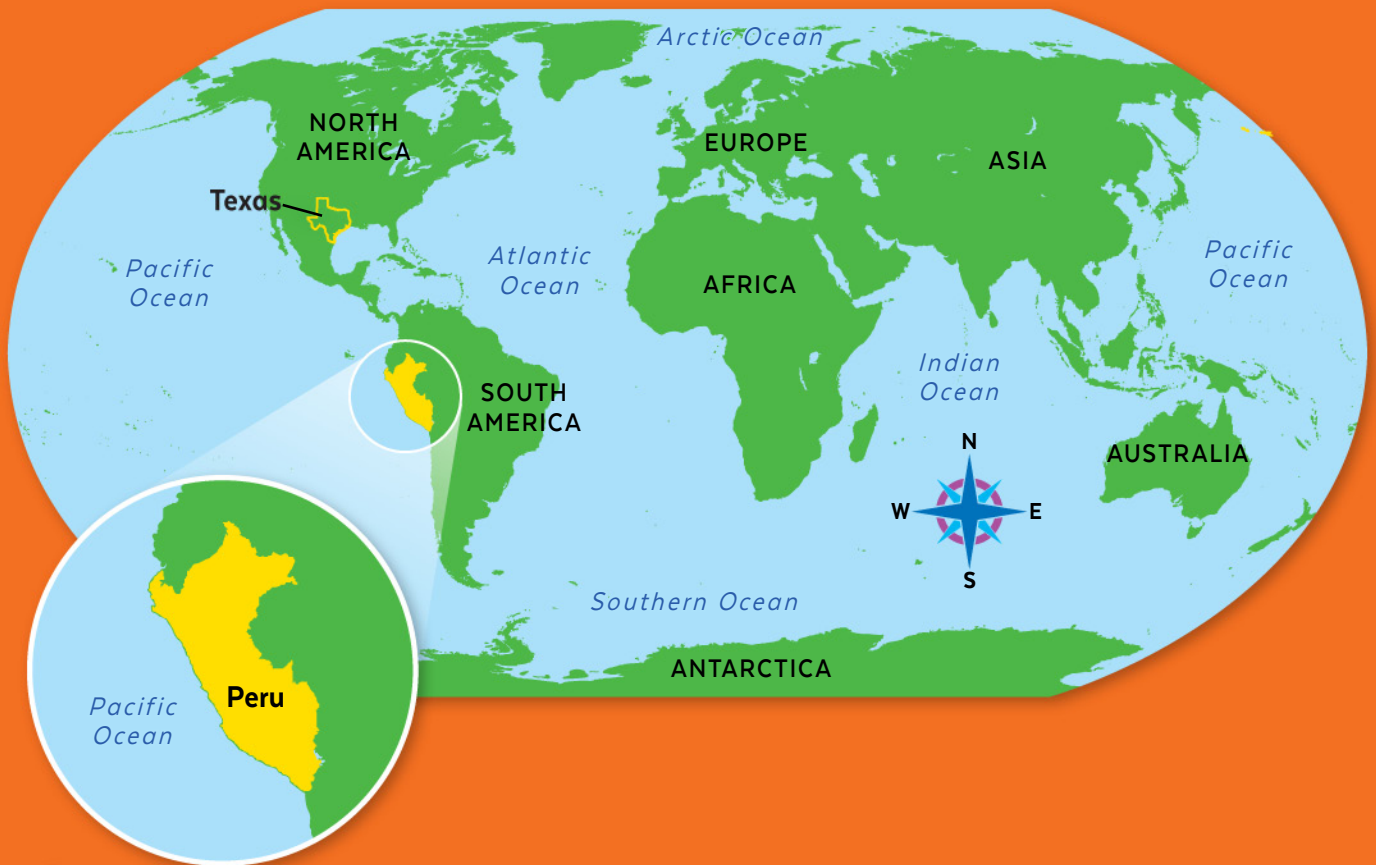 Arctic Ocean
NORTH
AMERICA
EUROPE
ASIA
Texas
Pacific
Ocean
Atlantic
Ocean
AFRICA
Pacific
Ocean
Indian
Ocean
SOUTH
AMERICA
AUSTRALIA
N
W
E
S
Southern Ocean
ANTARCTICA
Peru
Pacific
Ocean